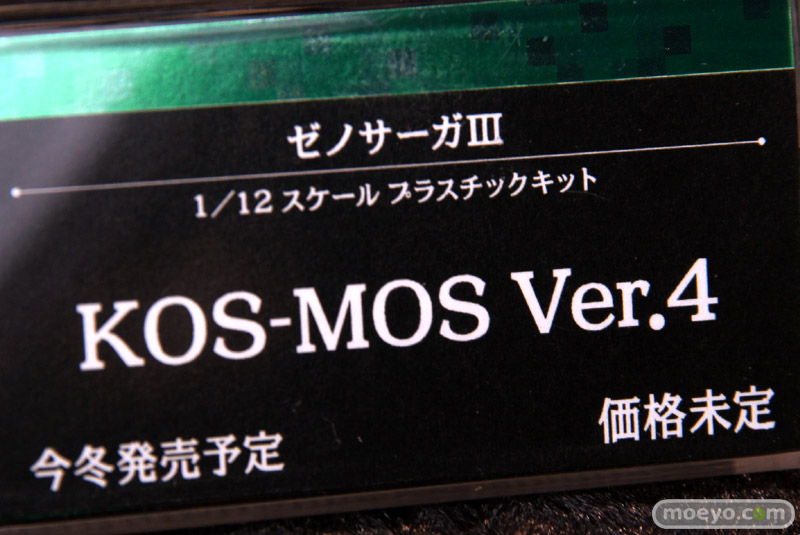 ゼノサーガIII
1/12 スケール プラスチックキット
KOS-MOS Ver.4
価格未定
今冬発売予定
moeyo.com